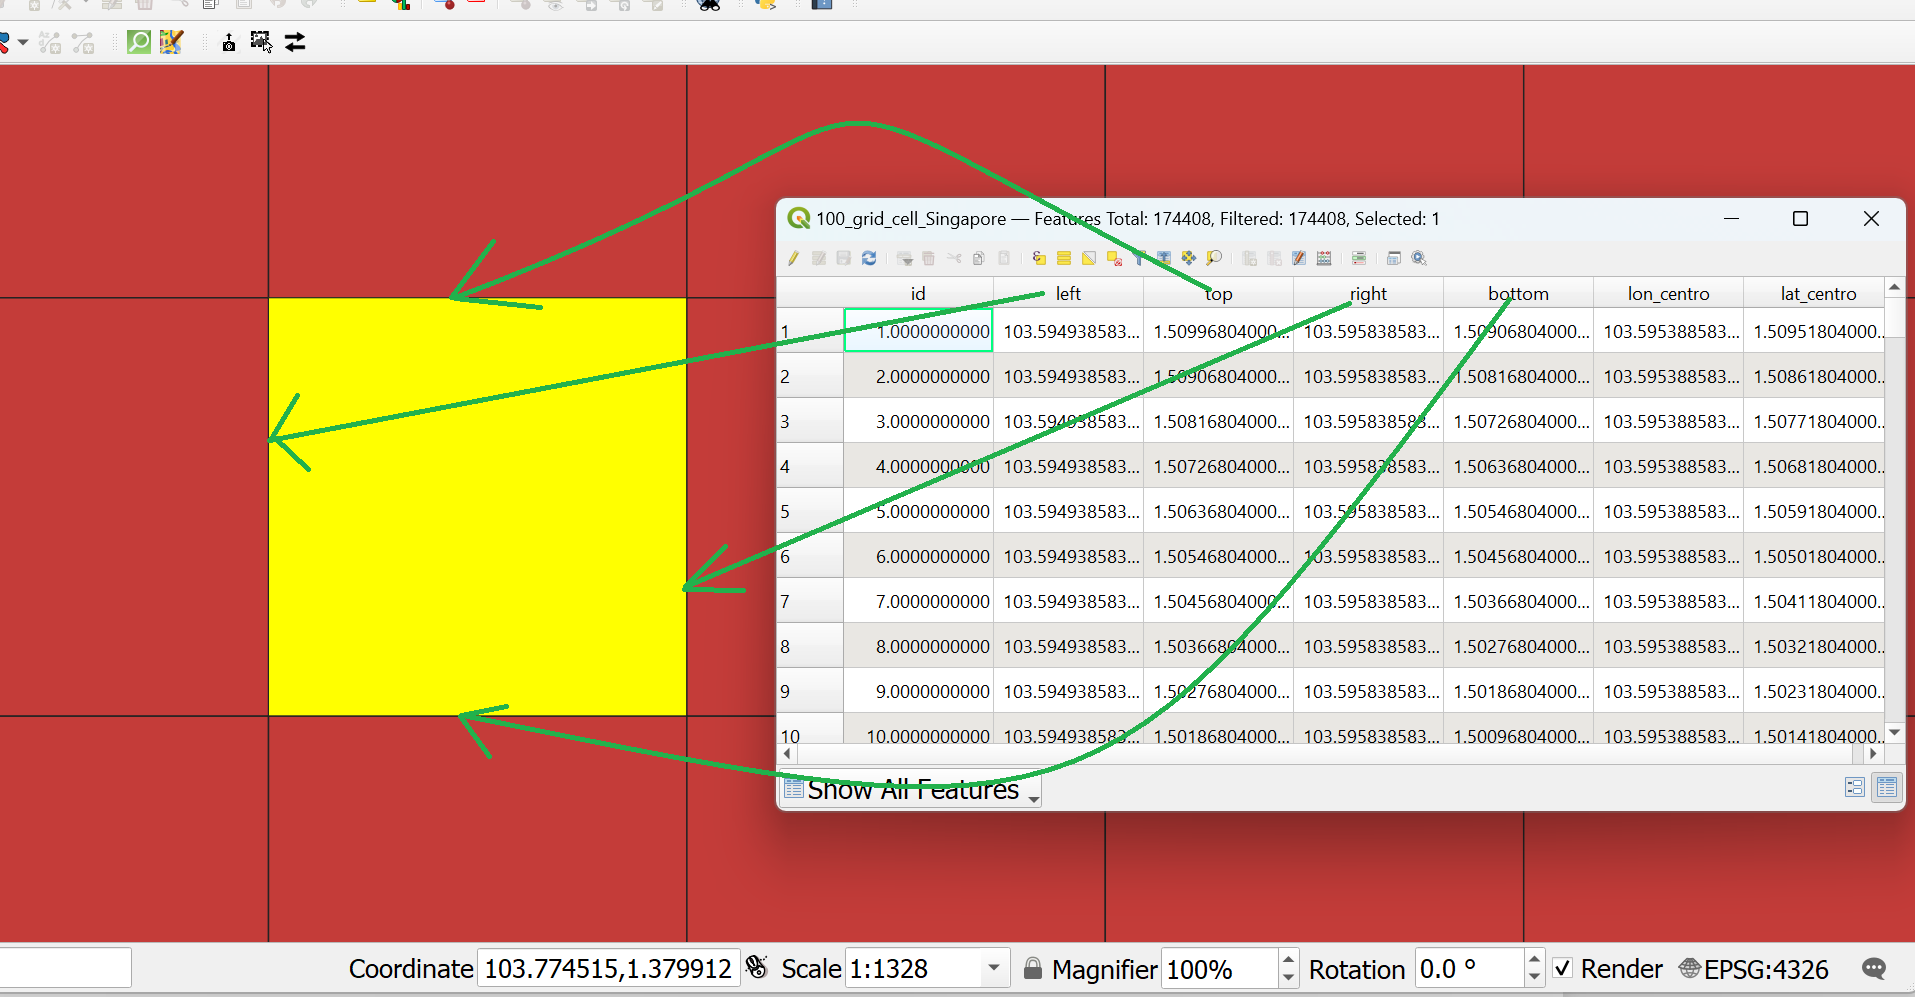 100_grid_cell_Singapore — Features Total: 174408, Filtered: 174408, Selected: 1
id left top right bottom lon_centro lat_centro
1 1.0000000000 103.594938583... 1.50996804000... 103.595838583... 1.50906804000... 103.595388583... 1.50951804000..
2 2.0000000000 103.594938583... 1.50906804000... 103.595838583... 1.50816804000... 103.595388583... 1.50861804000..
3 3.0000000000 103.594938583... 1.50816804000... 103.595838583... 1.50726804000... 103.595388583... 1.50771804000..
4 4.0000000000 103.594938583... 1.50726804000... 103.595838583... 1.50636804000... 103.595388583... 1.50681804000..
5 5.0000000000 103.594938583... 1.50636804000... 103.595838583... 1.50546804000... 103.595388583... 1.50591804000..
6 6.0000000000 103.594938583... 1.50546804000... 103.595838583... 1.50456804000... 103.595388583... 1.50501804000..
7 7.0000000000 103.594938583... 1.50456804000... 103.595838583... 1.50366804000... 103.595388583... 1.50411804000..
8 8.0000000000 103.594938583... 1.50366804000... 103.595838583... 1.50276804000... 103.595388583... 1.50321804000..
9 9.0000000000 103.594938583... 1.50276804000... 103.595838583... 1.50186804000... 103.595388583... 1.50231804000..
10 10.0000000000 103.594938583... 1.50186804000... 103.595838583... 1.50096804000... 103.595388583... 1.50141804000..
Show All Features
Coordinate 103.774515,1.379912 Scale 1:1328 Magnifier 100% Rotation 0.0 ° Render EPSG:4326